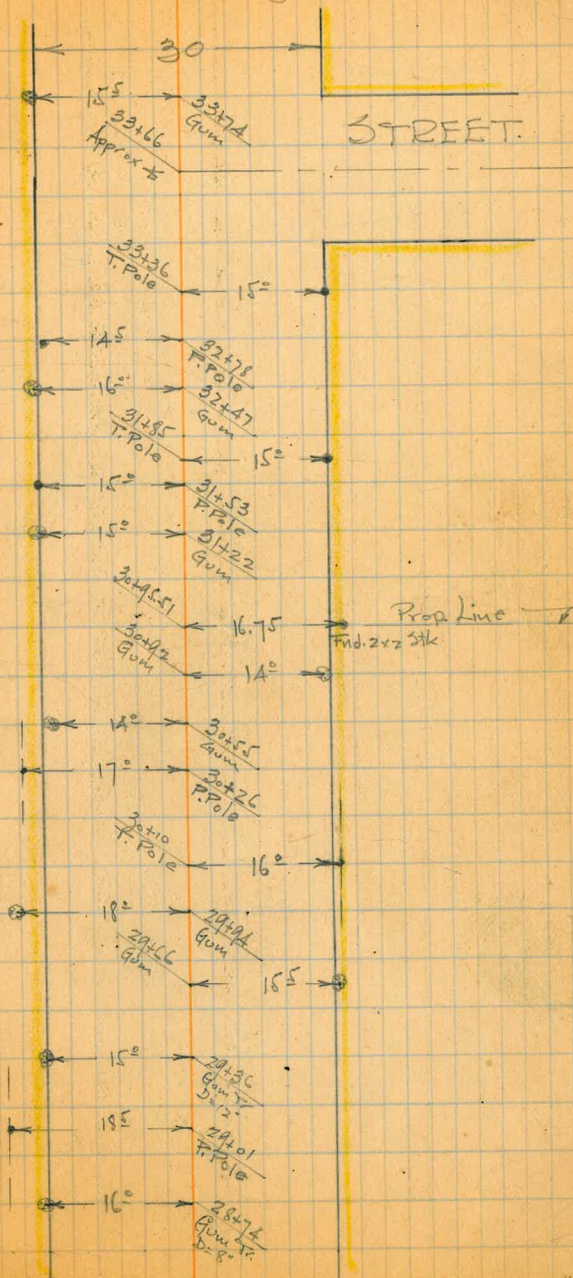 30
15⁵
33+74
Gum
33+66
Approx ⅊
STREET.
33+36
T. Pole
15⁰
14⁵
32+78
P. Pole
16⁰
32+47
Gum
31+85
T. Pole
15⁰
15⁰
31+53
P. Pole
15⁰
31+22
Gum
30+95.51
16.75
Prop. Line
Fnd. 2x2 Stk
30+92
Gum
14⁰
14⁰
30+55
Gum
17⁰
30+26
P. Pole
30+10
T. Pole
16⁰
18⁰
29+94
Gum
29+66
Gum
15⁵
15⁰
29+36
Gum Tr.
D=12"
18⁵
29+01
P. Pole
16⁰
28+74
Gum Tr.
D=8"